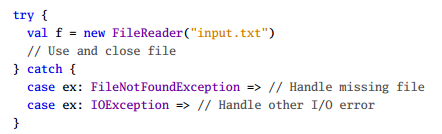 try {
  val f = new FileReader("input.txt")
  // Use and close file
} catch {
  case ex: FileNotFoundException => // Handle missing file
  case ex: IOException => // Handle other I/O error
}